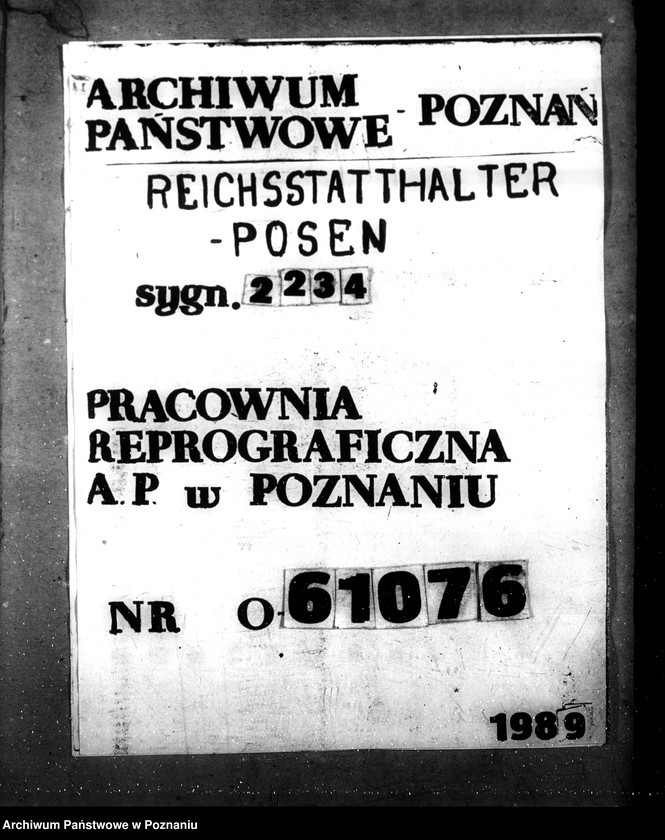 ARCHIWUM
PAŃSTWOWE - POZNAŃ
REICHSSTATTHALTER
-POSEN
sygn. 2234
PRACOWNIA
REPROGRAFICZNA
A.P. w POZNANIU
NR O-61076
1989
Archiwum Państwowe w Poznaniu